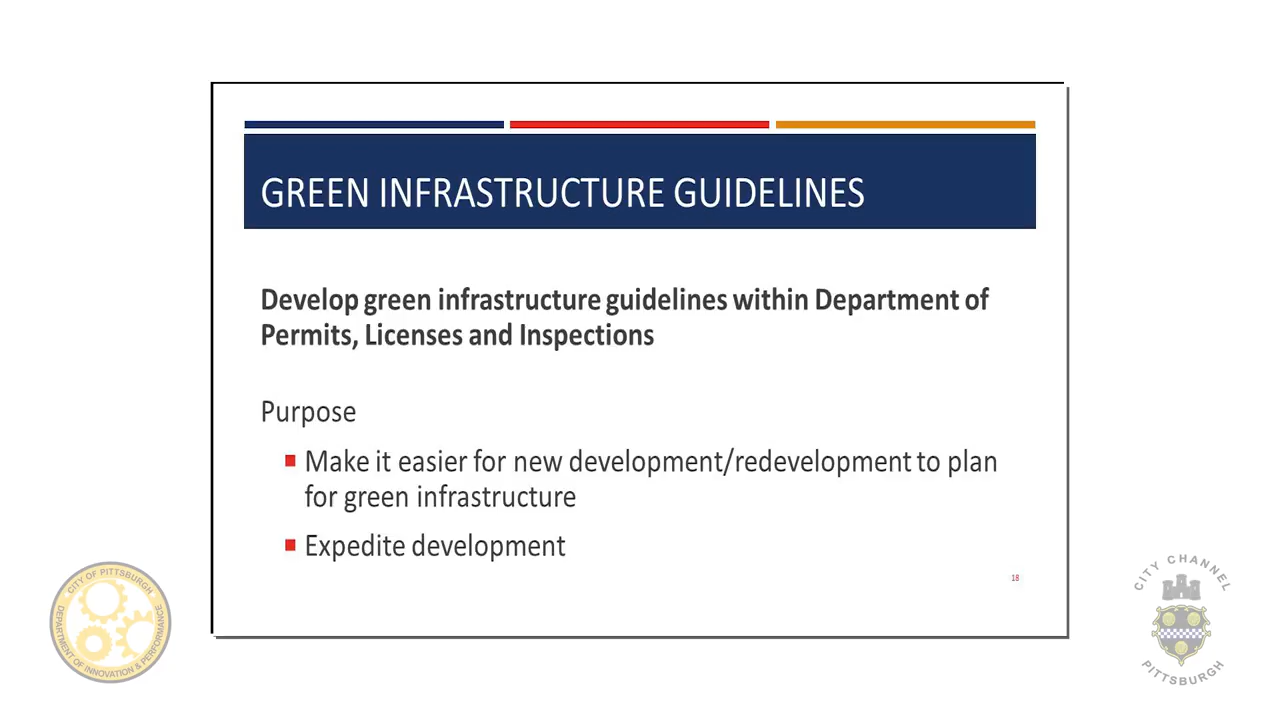 GREEN INFRASTRUCTURE GUIDELINES
Develop green infrastructure guidelines within Department of
Permits, Licenses and Inspections
Purpose
Make it easier for new development/redevelopment to plan
for green infrastructure
Expedite development
18
CITY OF PITTSBURGH
DEPARTMENT OF INNOVATION & PERFORMANCE
CITY CHANNEL
PITTSBURGH